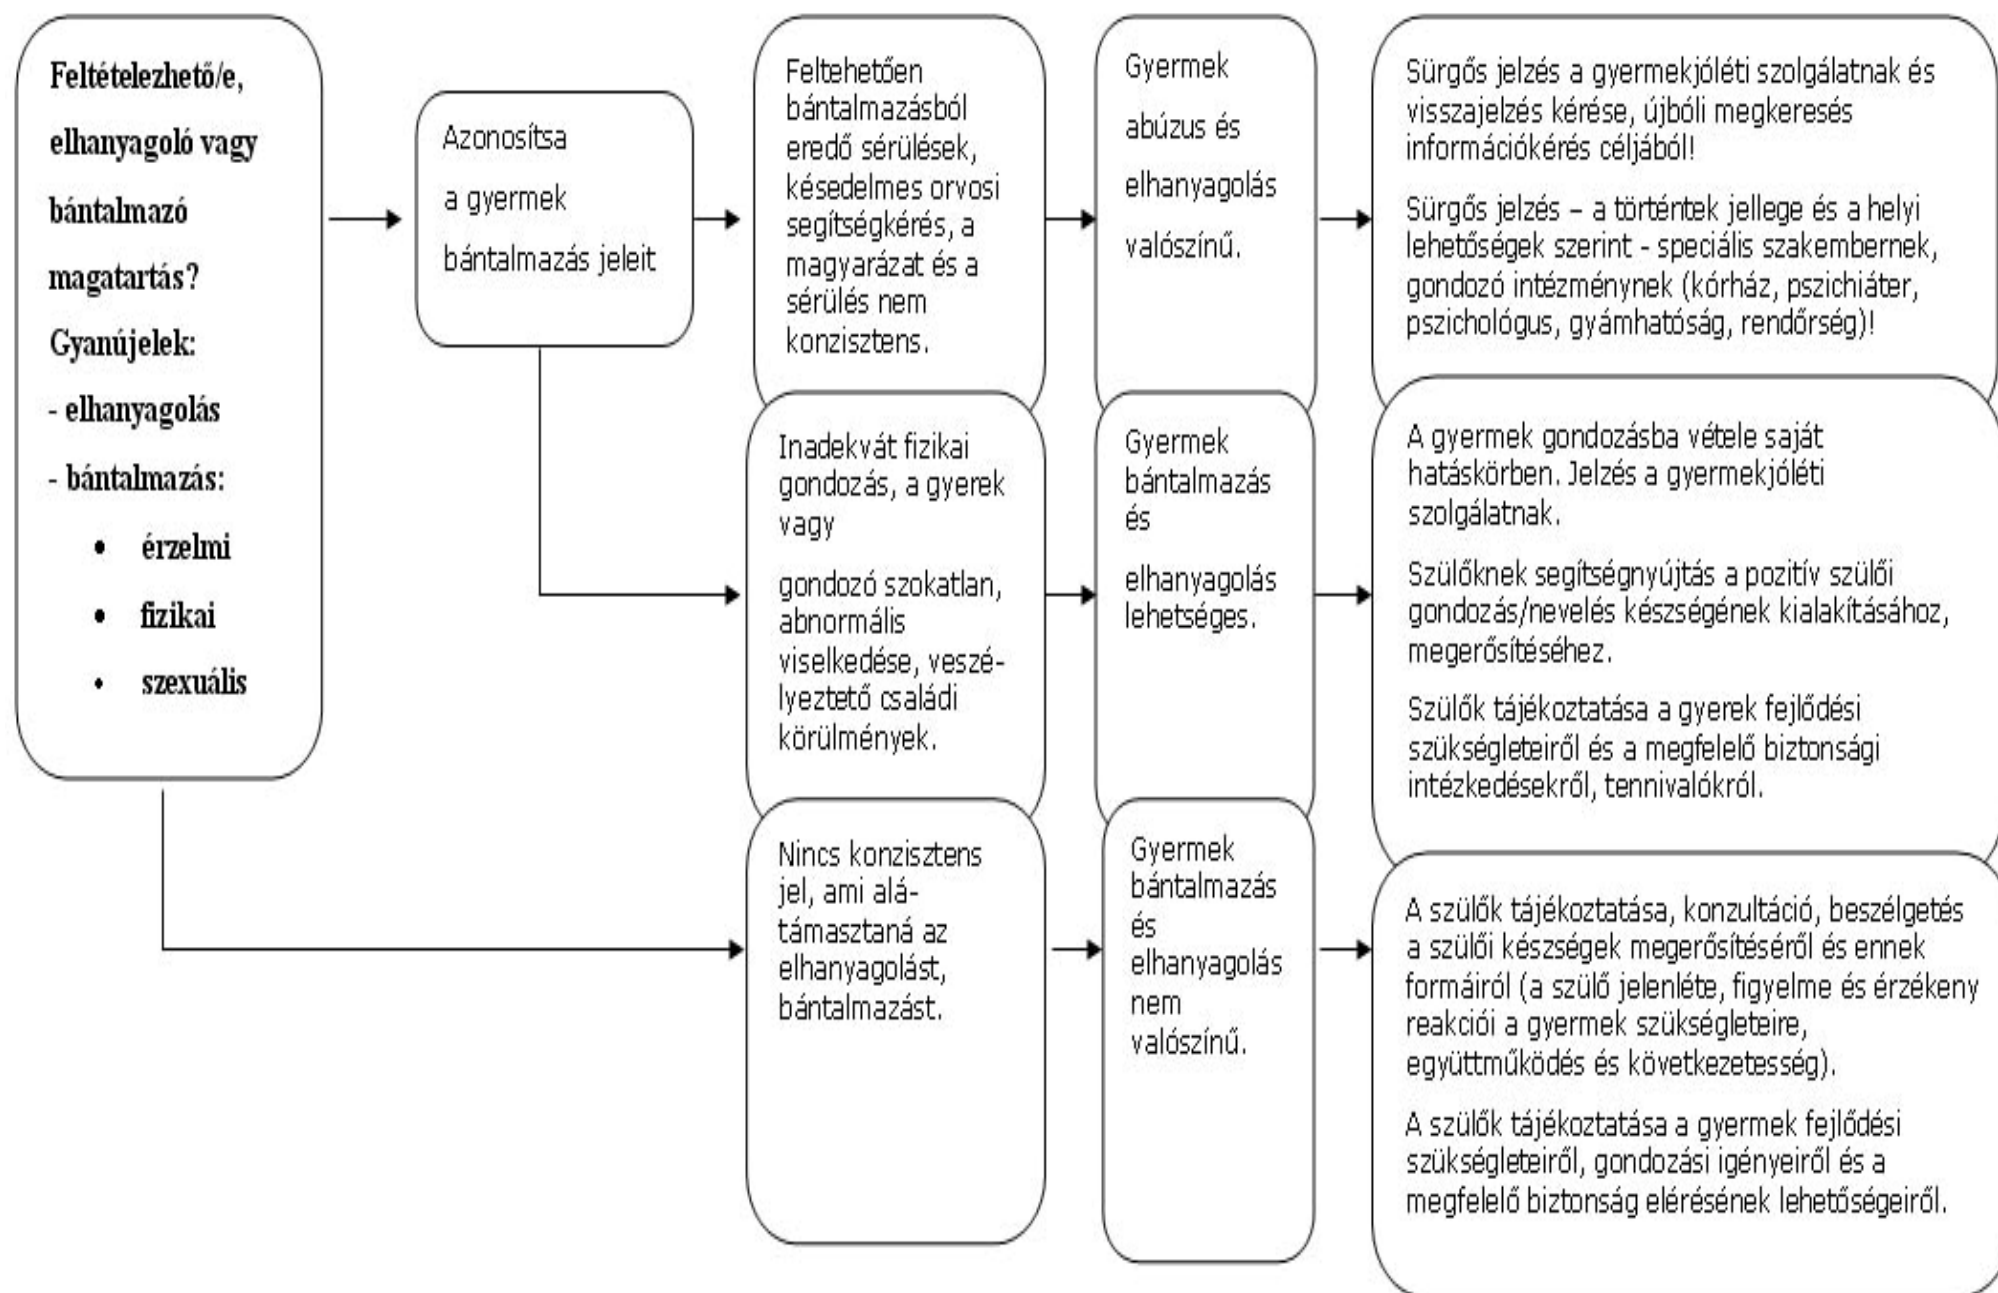 Feltételezhető/e,
elhanyagoló vagy
bántalmazó
magatartás?
Gyanújelek:
- elhanyagolás
- bántalmazás:
• érzelmi
• fizikai
• szexuális
Azonosítsa
a gyermek
bántalmazás jeleit
Feltehetően
bántalmazásból
eredő sérülések,
késedelmes orvosi
segítségkérés, a
magyarázat és a
sérülés nem
konzisztens.
Gyermek
abúzus és
elhanyagolás
valószínű.
Sürgős jelzés a gyermekjóléti szolgálatnak és
visszajelzés kérése, újbóli megkeresés
információkérés céljából!
Sürgős jelzés – a történtek jellege és a helyi
lehetőségek szerint - speciális szakembernek,
gondozó intézménynek (kórház, pszichiáter,
pszichológus, gyámhatóság, rendőrség)!
Inadekvát fizikai
gondozás, a gyerek
vagy
gondozó szokatlan,
abnormális
viselkedése, veszé-
lyeztető családi
körülmények.
Gyermek
bántalmazás
és
elhanyagolás
lehetséges.
A gyermek gondozásba vétele saját
hatáskörben. Jelzés a gyermekjóléti
szolgálatnak.
Szülőknek segítségnyújtás a pozitív szülői
gondozás/nevelés készségének kialakításához,
megerősítéséhez.
Szülők tájékoztatása a gyerek fejlődési
szükségleteiről és a megfelelő biztonsági
intézkedésekről, tennivalókról.
Nincs konzisztens
jel, ami alá-
támasztaná az
elhanyagolást,
bántalmazást.
Gyermek
bántalmazás
és
elhanyagolás
nem
valószínű.
A szülők tájékoztatása, konzultáció, beszélgetés
a szülői készségek megerősítéséről és ennek
formáiról (a szülő jelenléte, figyelme és érzékeny
reakciói a gyermek szükségleteire,
együttműködés és következetesség).
A szülők tájékoztatása a gyermek fejlődési
szükségleteiről, gondozási igényeiről és a
megfelelő biztonság elérésének lehetőségeiről.